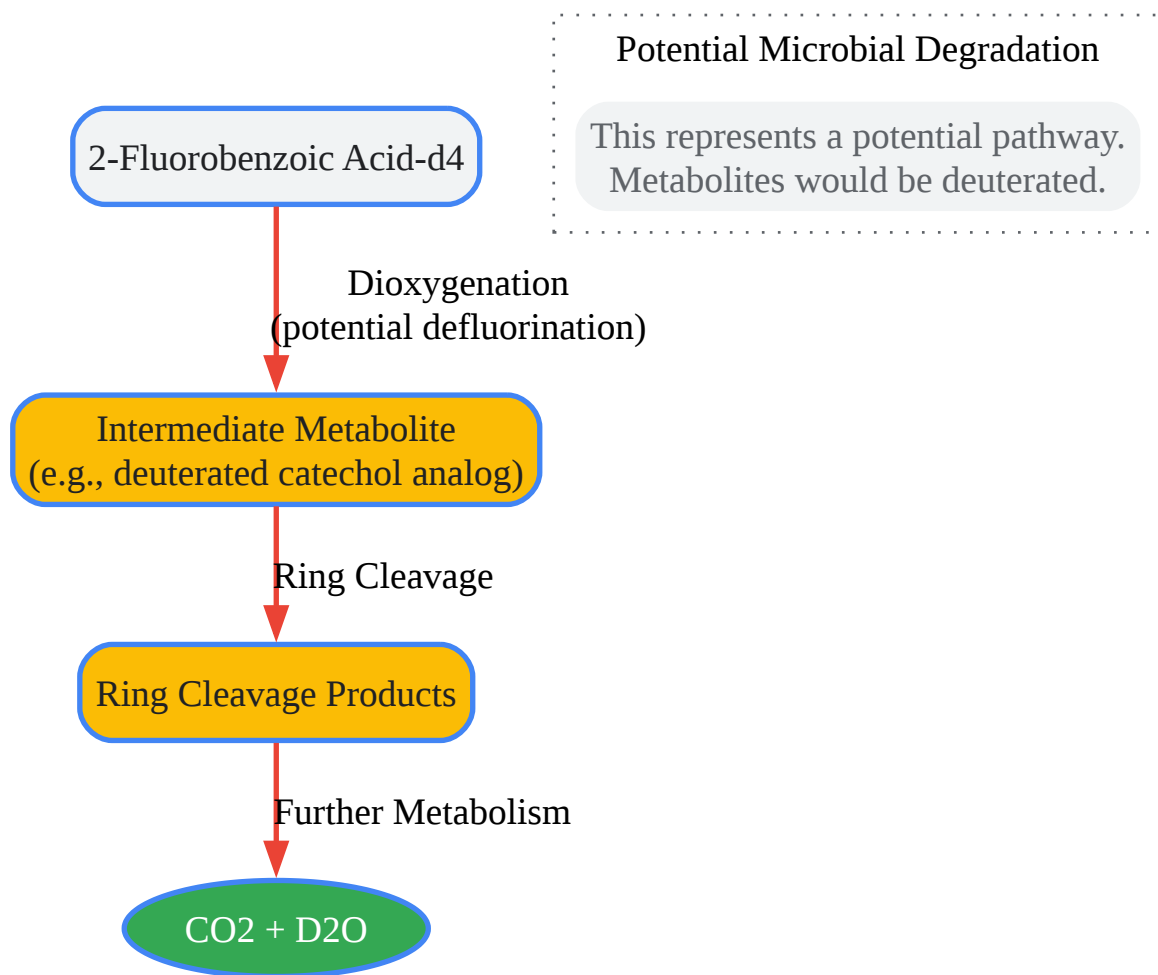 Potential Microbial Degradation
This represents a potential pathway.
Metabolites would be deuterated.
2-Fluorobenzoic Acid-d4
Dioxygenation
(potential defluorination)
Intermediate Metabolite
(e.g., deuterated catechol analog)
Ring Cleavage
Ring Cleavage Products
Further Metabolism
CO2 + D2O